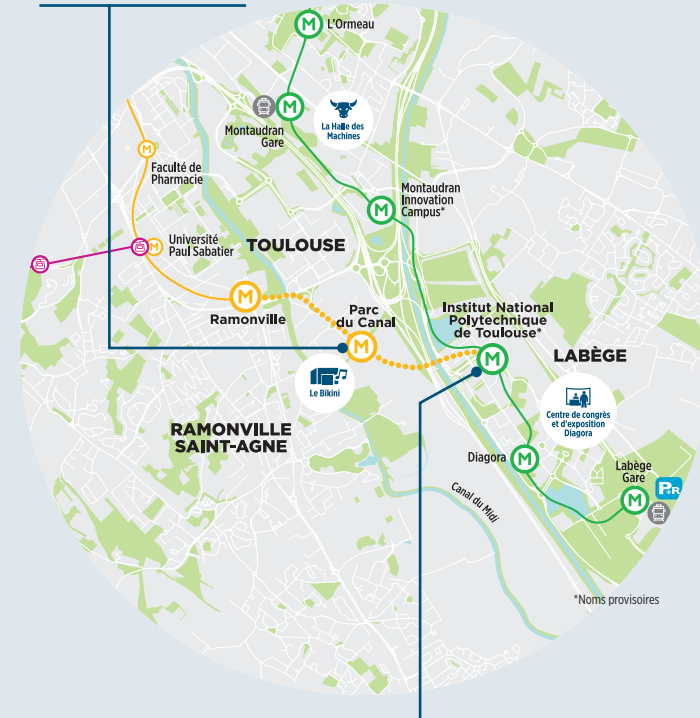 L'Ormeau
La Halle des
Machines
Montaudran
Gare
Faculté de
Pharmacie
Montaudran
Innovation
Campus*
Université
Paul Sabatier
TOULOUSE
Ramonville
Parc
du Canal
Institut National
Polytechnique
de Toulouse*
LABÈGE
Le Bikini
Centre de congrès
et d'exposition
Diagora
RAMONVILLE
SAINT-AGNE
Diagora
Labège
Gare
P+R
Canal du Midi
*Noms provisoires